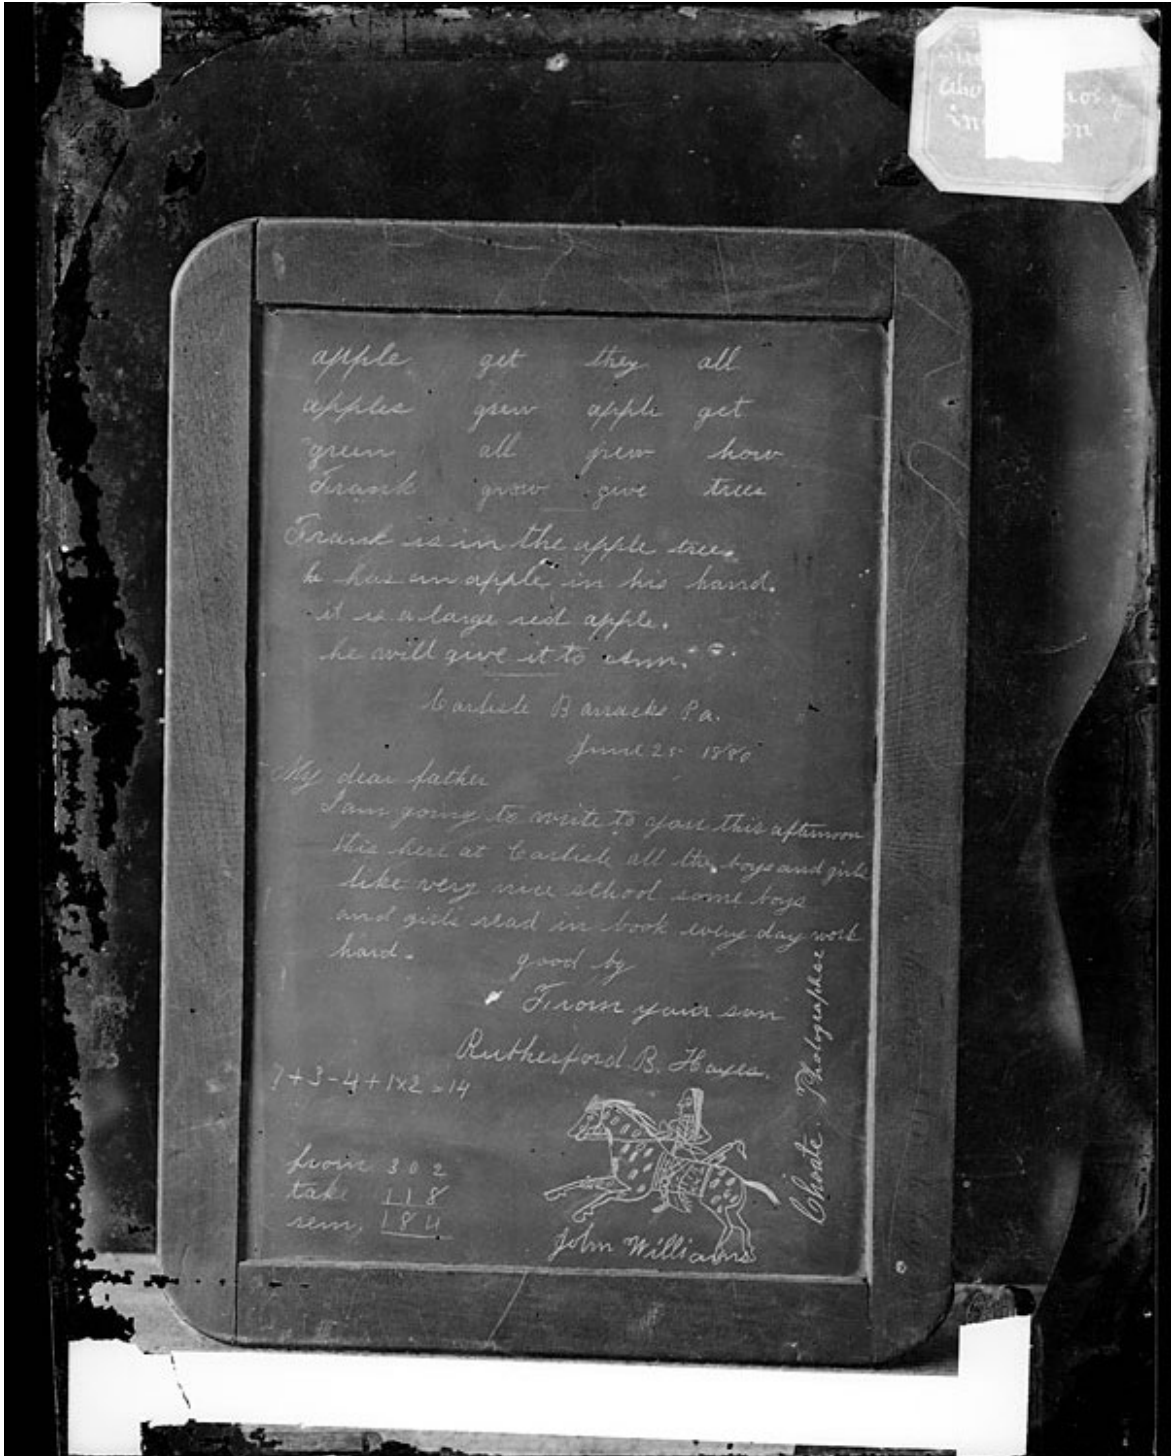 apple get they all
apples grew apple get
green all grew how
Frank grow give trees
Frank is in the apple tree.
he has an apple in his hand.
it is a large red apple.
he will give it to Ann.
Carlisle Barracks Pa.
June 25 1880
My dear father
I am going to write to you this afternoon
this here at Carlisle all the boys and girls
like very nice school some boys
and girls read in book every day work
hard. good by
From your son
Rutherford B. Hayes.
7+3-4+1x2=14
from 302
take 118
rem. 184
John Williams
Choate. Photographer